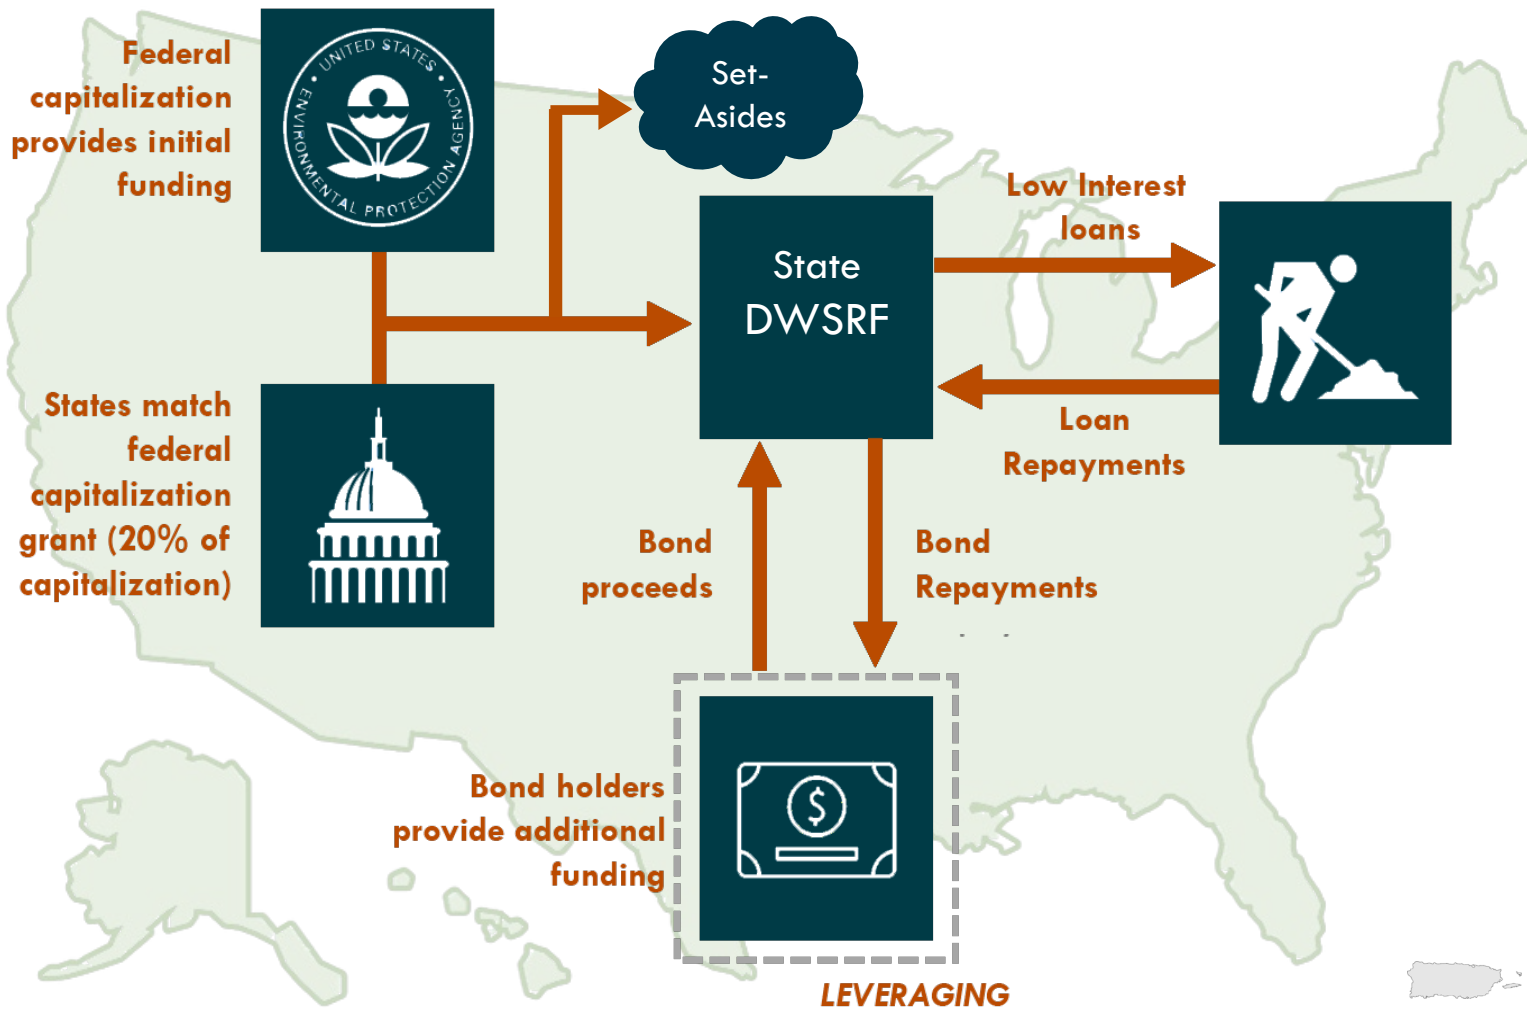 Federal
capitalization
provides initial
funding
UNITED STATES
ENVIRONMENTAL PROTECTION AGENCY
Set-
Asides
State
DWSRF
Low Interest
loans
Loan
Repayments
States match
federal
capitalization
grant (20% of
capitalization)
Bond
proceeds
Bond
Repayments
Bond holders
provide additional
funding
$
LEVERAGING